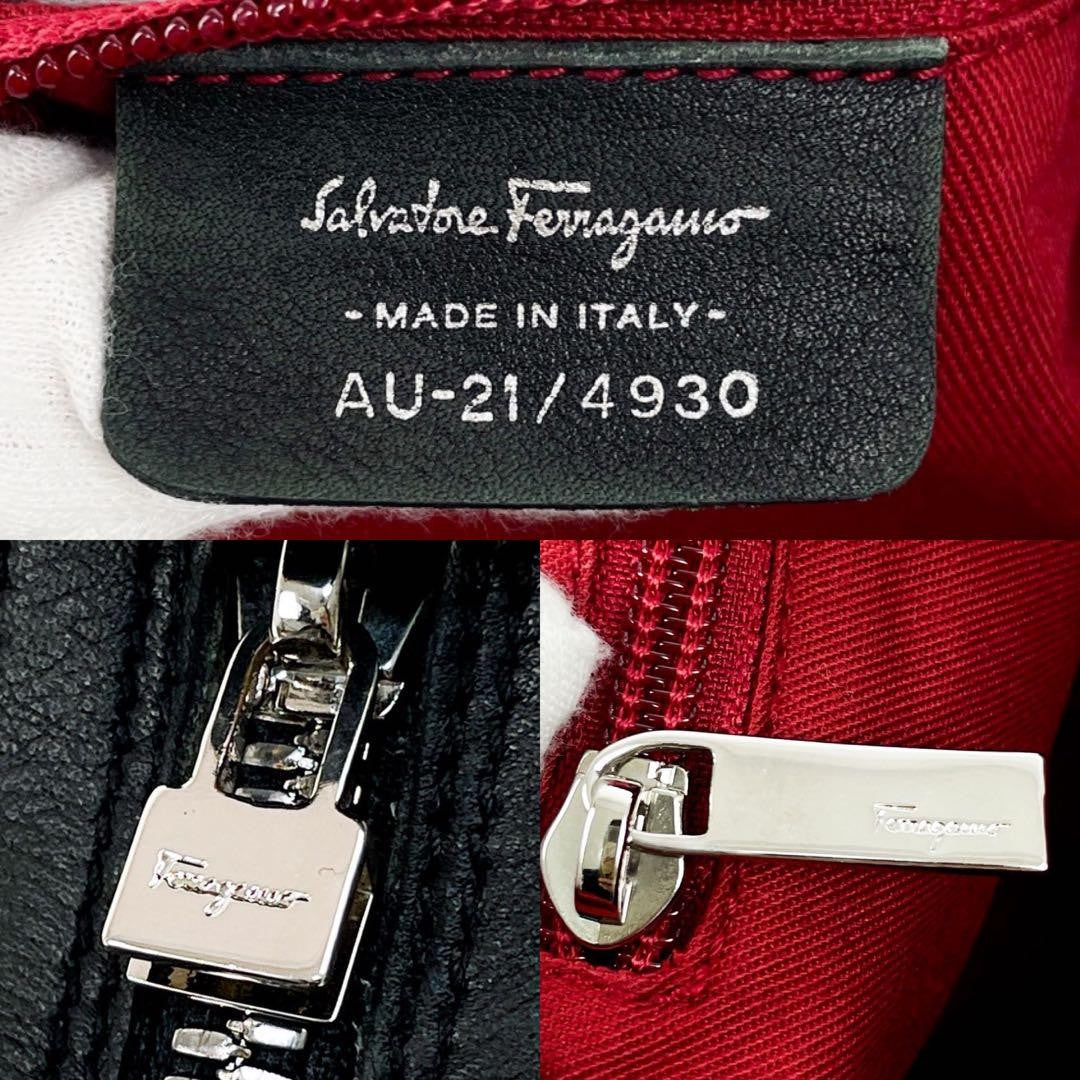 Salvatore Ferragamo
-MADE IN ITALY-
AU-21/4930
Ferragamo
Ferragamo